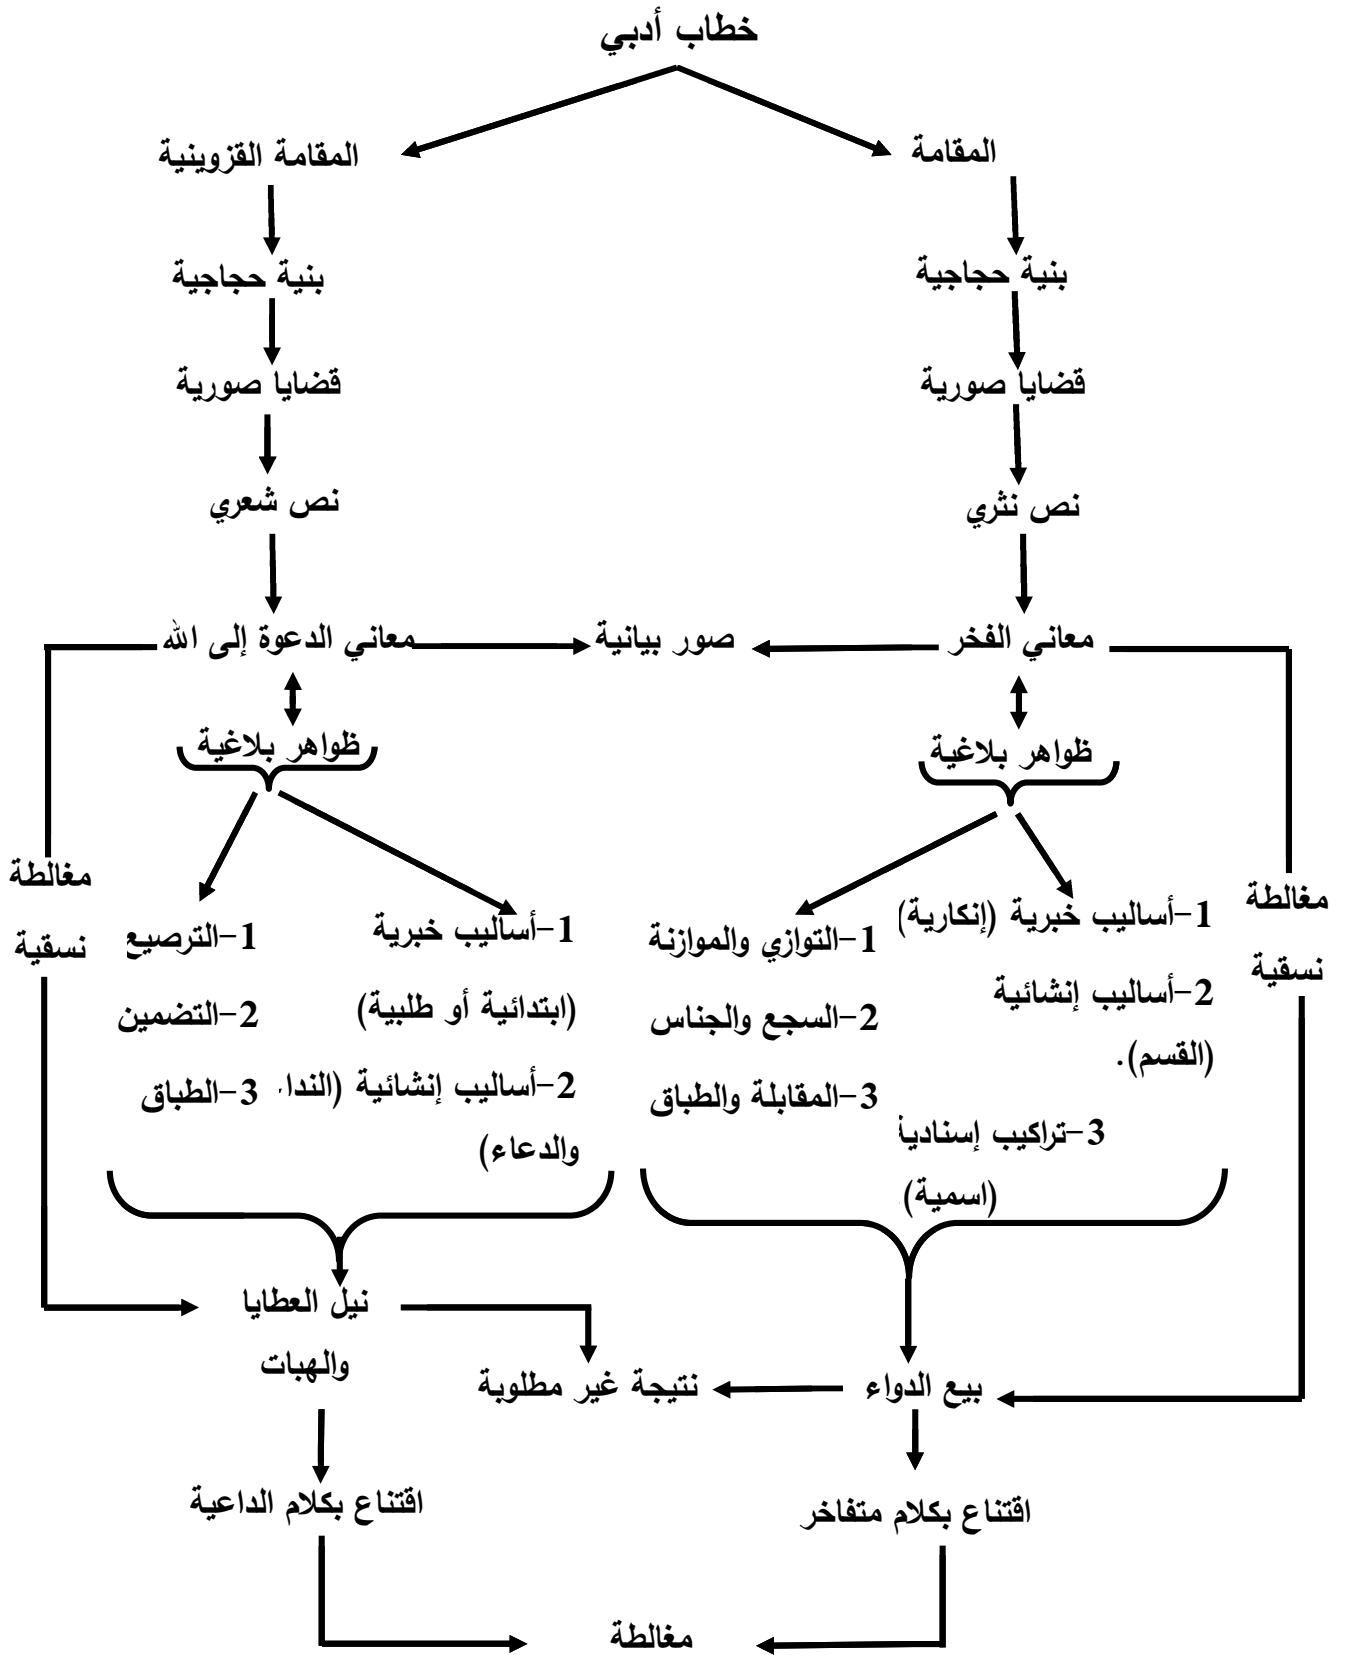 خطاب أدبي
المقامة
المقامة القزوينية
بنية حجاجية
بنية حجاجية
قضايا صورية
قضايا صورية
نص نثري
نص شعري
معاني الفخر
صور بيانية
معاني الدعوة إلى الله
ظواهر بلاغية
ظواهر بلاغية
مغالطة
نسقية
1-أساليب خبرية (إنكارية)
2-أساليب إنشائية
(القسم).
3-تراكيب إسنادية
(اسمية)
1-التوازي والموازنة
2-السجع والجناس
3-المقابلة والطباق
1-أساليب خبرية
(ابتدائية أو طلبية)
2-أساليب إنشائية (الندا
والدعاء)
1-الترصيع
2-التضمين
3-الطباق
مغالطة
نسقية
نيل العطايا
والهبات
بيع الدواء
نتيجة غير مطلوبة
اقتناع بكلام متفاخر
اقتناع بكلام الداعية
مغالطة